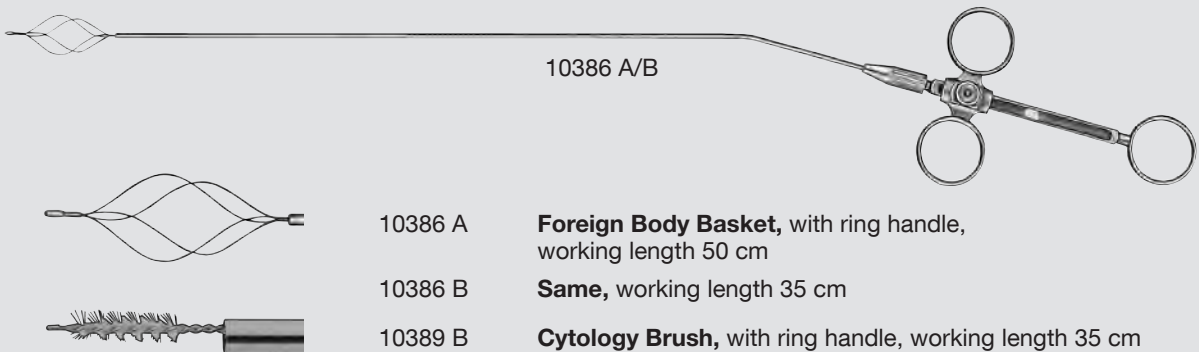 10386 A/B
10386 A Foreign Body Basket, with ring handle,
working length 50 cm
10386 B Same, working length 35 cm
10389 B Cytology Brush, with ring handle, working length 35 cm